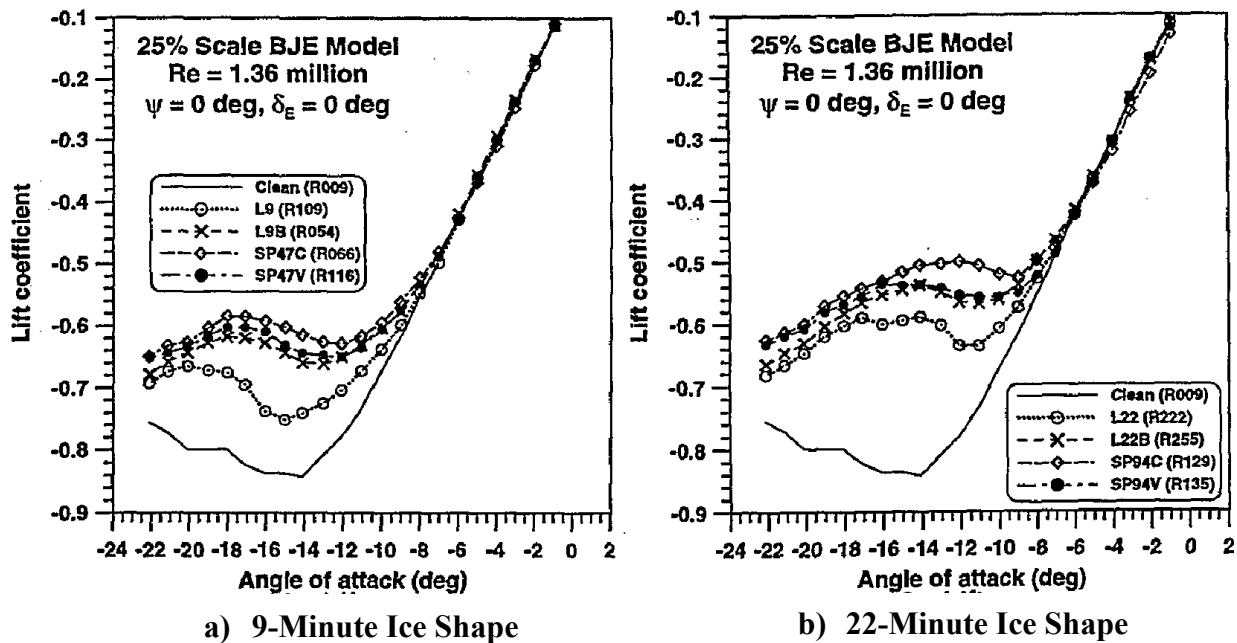 -0.1
-0.2
-0.3
-0.4
-0.5
-0.6
-0.7
-0.8
-0.9
Lift coefficient
25% Scale BJE Model
Re = 1.36 million
ψ = 0 deg, δE = 0 deg
Clean (R009)
L9 (R109)
L9B (R054)
SP47C (R066)
SP47V (R116)
-24 -22 -20 -18 -16 -14 -12 -10 -8 -6 -4 -2 0 2
Angle of attack (deg)
a) 9-Minute Ice Shape
-0.1
-0.2
-0.3
-0.4
-0.5
-0.6
-0.7
-0.8
-0.9
Lift coefficient
25% Scale BJE Model
Re = 1.36 million
ψ = 0 deg, δE = 0 deg
Clean (R009)
L22 (R222)
L22B (R255)
SP94C (R129)
SP94V (R135)
-24 -22 -20 -18 -16 -14 -12 -10 -8 -6 -4 -2 0 2
Angle of attack (deg)
b) 22-Minute Ice Shape